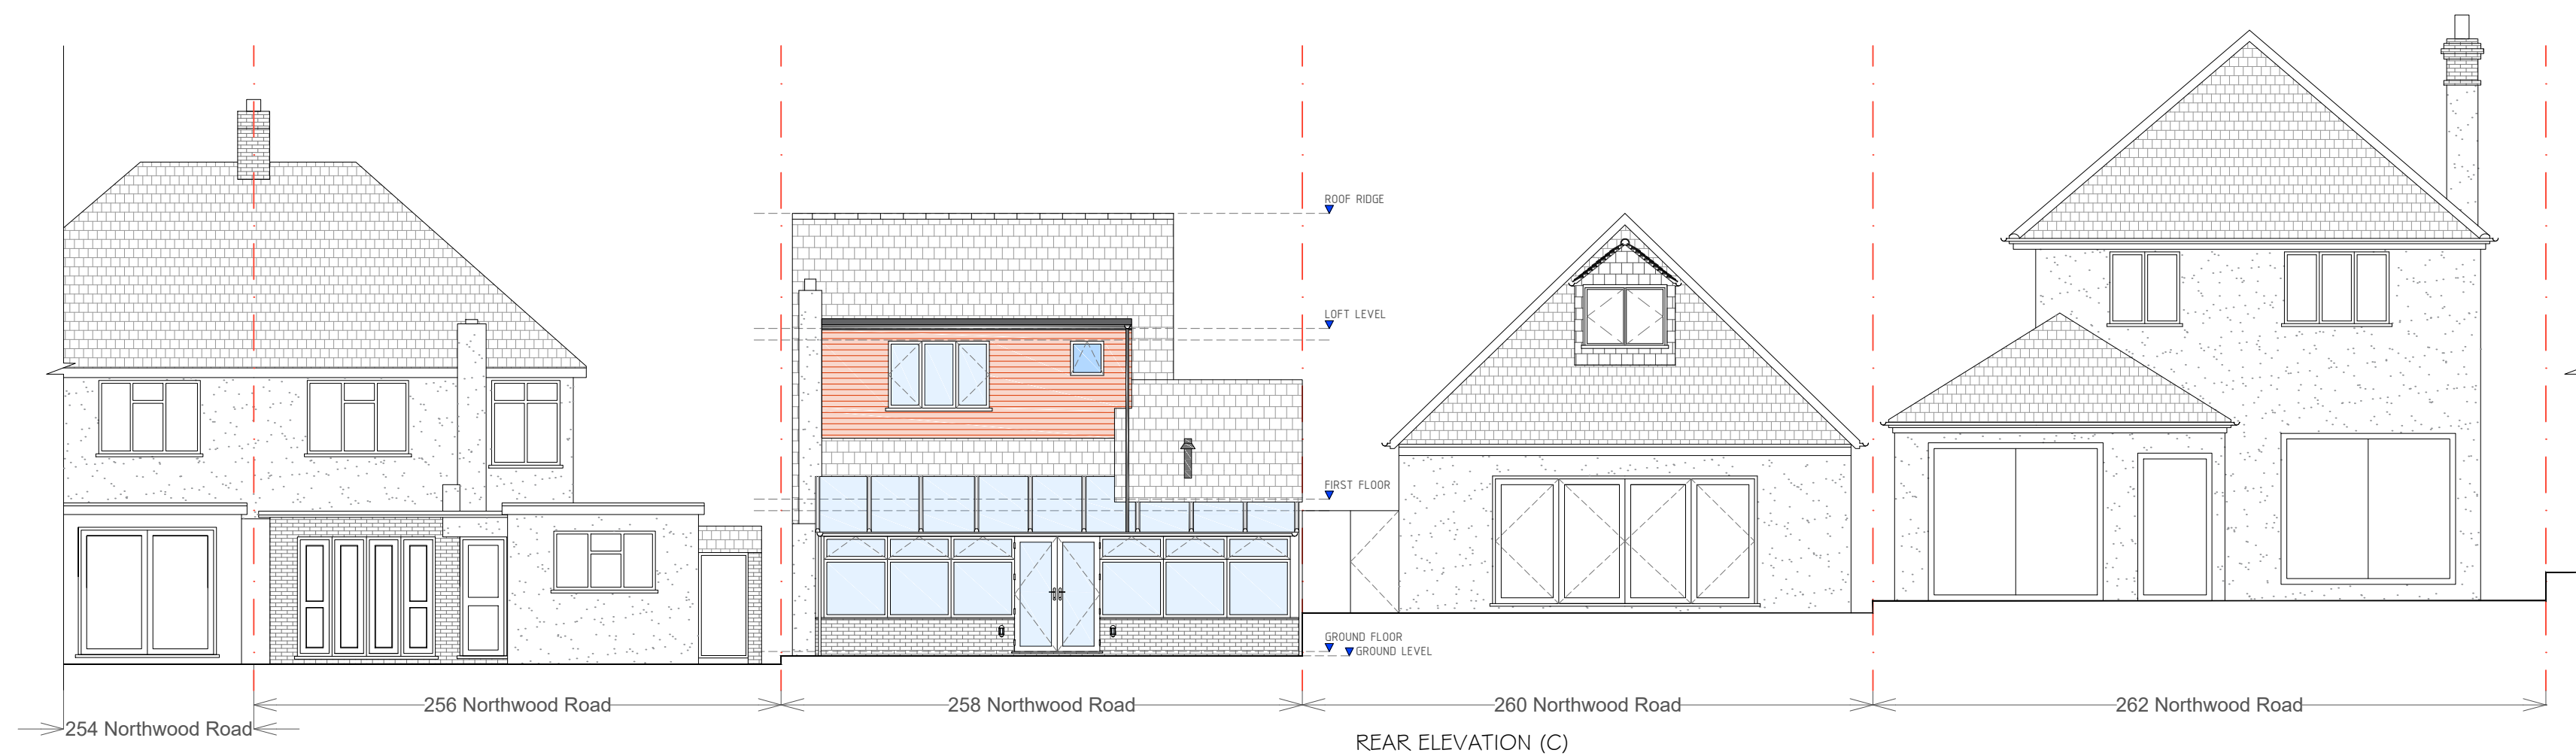 ROOF RIDGE
LOFT LEVEL
FIRST FLOOR
GROUND FLOOR
GROUND LEVEL
256 Northwood Road
258 Northwood Road
260 Northwood Road
262 Northwood Road
254 Northwood Road
REAR ELEVATION (C)